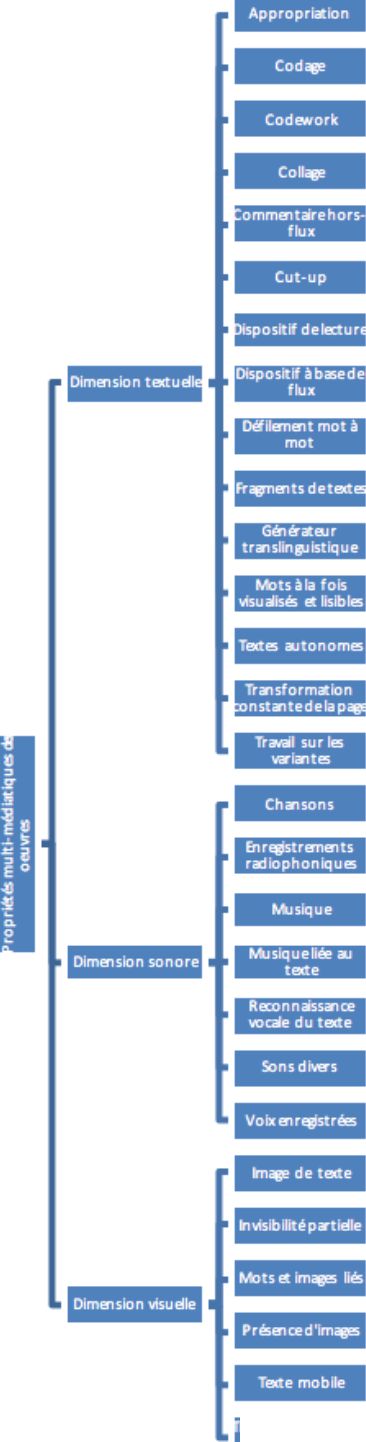 Propriétés multi-médiatiques de
oeuvres
Dimension textuelle
Appropriation
Codage
Codework
Collage
Commentaire hors-
flux
Cut-up
Dispositif de lecture
Dispositif à base de
flux
Défilement mot à
mot
Fragments de textes
Générateur
translinguistique
Mots à la fois
visualisés et lisibles
Textes autonomes
Transformation
constante de la page
Travail sur les
variantes
Dimension sonore
Chansons
Enregistrements
radiophoniques
Musique
Musique liée au
texte
Reconnaissance
vocale du texte
Sons divers
Voix enregistrées
Dimension visuelle
Image de texte
Invisibilité partielle
Mots et images liés
Présence d'images
Texte mobile